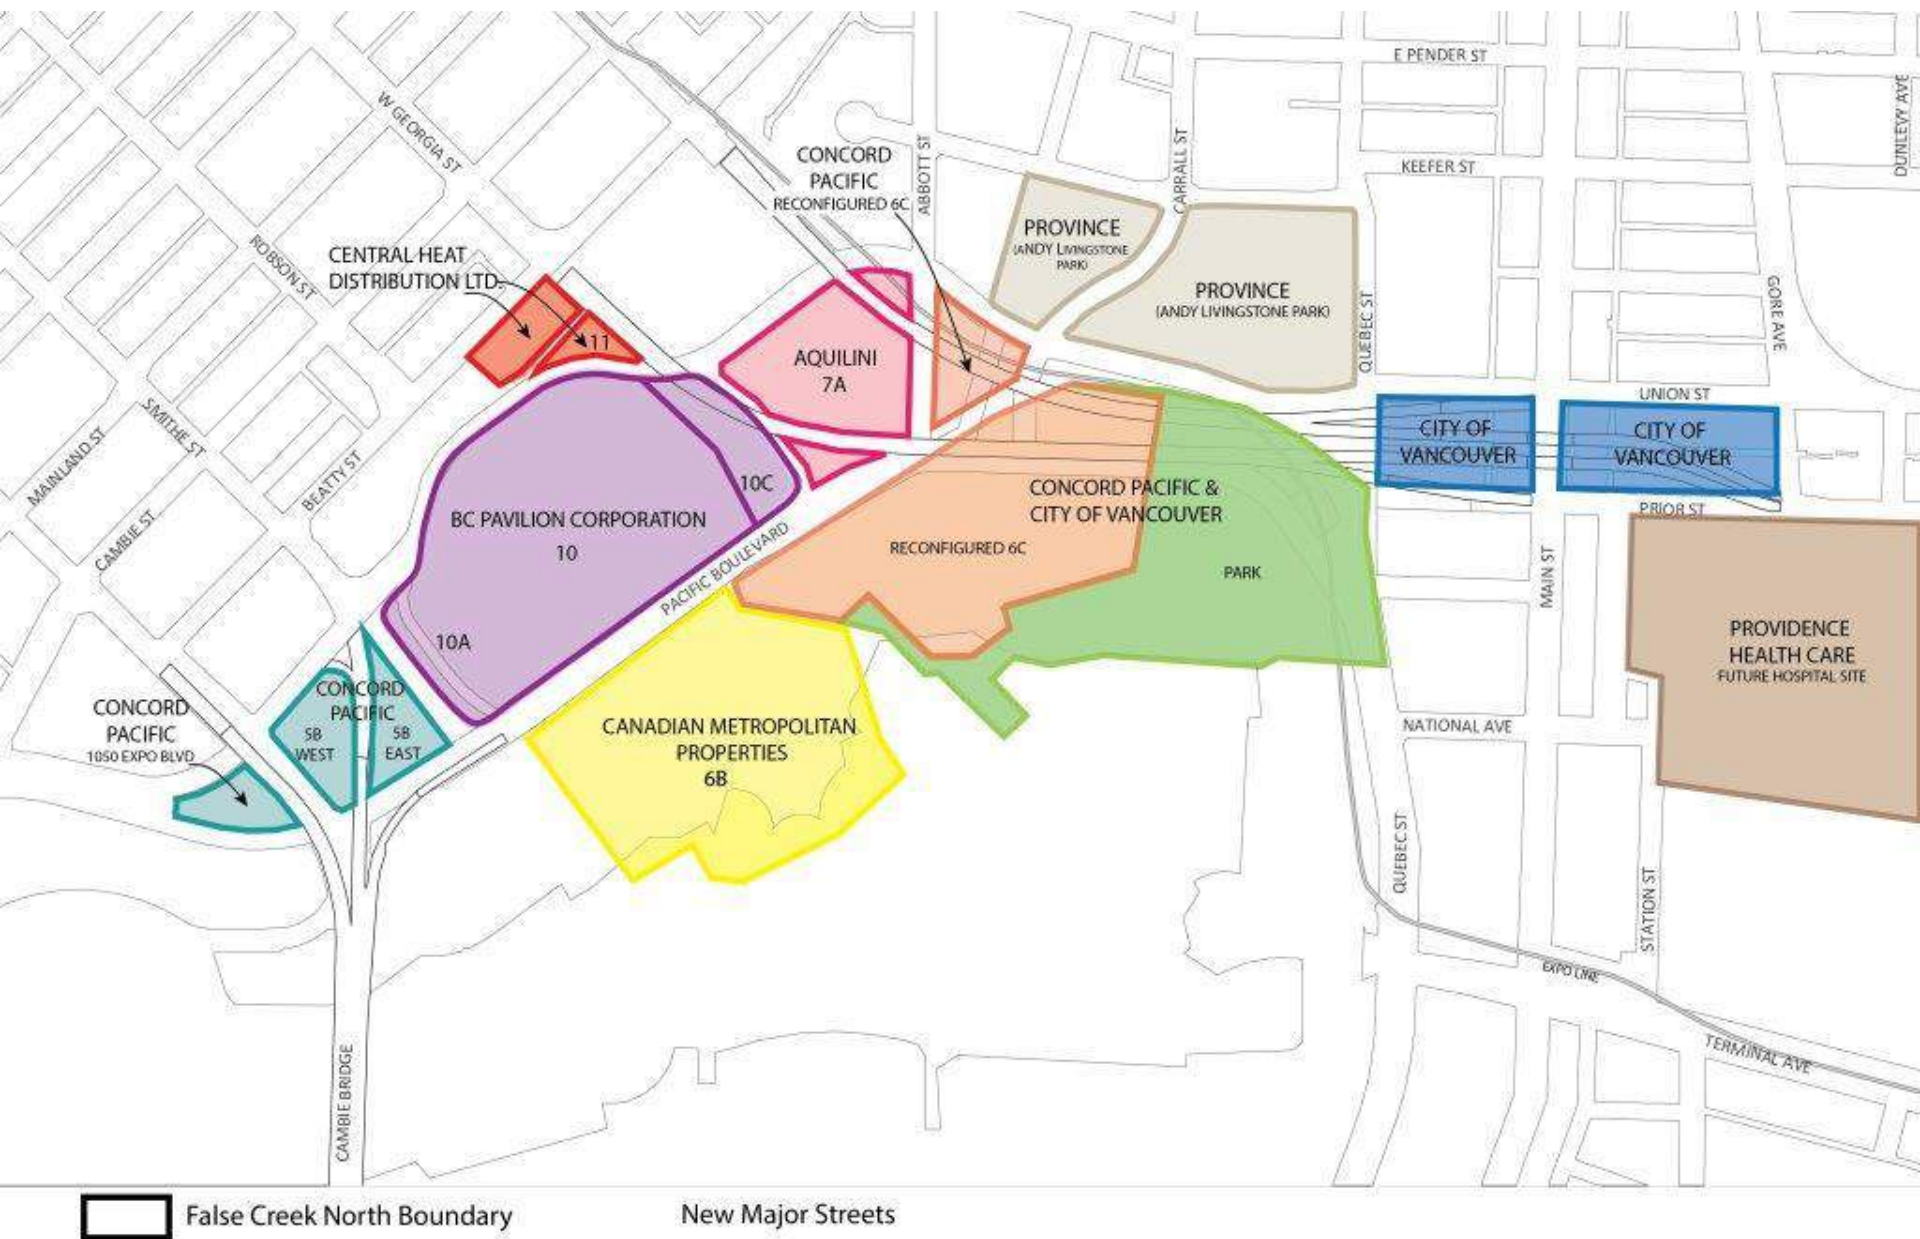 E PENDER ST
W GEORGIA ST
DUNLEVY AVE
CONCORD
PACIFIC
RECONFIGURED 6C
ABBOTT ST
CARRALL ST
KEEFER ST
PROVINCE
(ANDY LIVINGSTONE
PARK)
ROBSON ST
CENTRAL HEAT
DISTRIBUTION LTD.
PROVINCE
(ANDY LIVINGSTONE PARK)
QUEBEC ST
GORE AVE
11
AQUILINI
7A
UNION ST
SMITHE ST
MAINLAND ST
BEATTY ST
CITY OF
VANCOUVER
CITY OF
VANCOUVER
10C
CONCORD PACIFIC &
CITY OF VANCOUVER
CAMBIE ST
BC PAVILION CORPORATION
10
PRIOR ST
RECONFIGURED 6C
PARK
PACIFIC BOULEVARD
MAIN ST
10A
PROVIDENCE
HEALTH CARE
FUTURE HOSPITAL SITE
CONCORD
PACIFIC
5B
WEST
5B
EAST
CONCORD
PACIFIC
1050 EXPO BLVD
CANADIAN METROPOLITAN
PROPERTIES
6B
NATIONAL AVE
QUEBEC ST
STATION ST
EXPO LINE
TERMINAL AVE
CAMBIE BRIDGE
False Creek North Boundary
New Major Streets